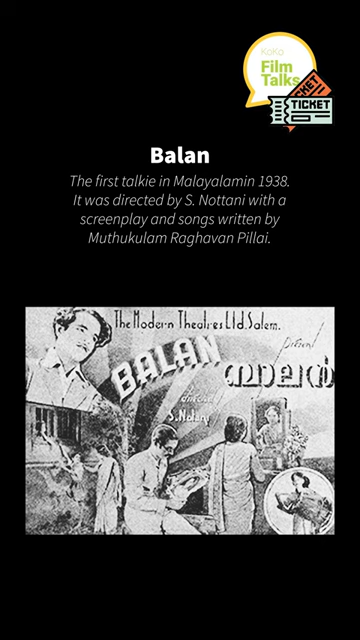 KoKo
Film
Talks
TICKET
Balan
The first talkie in Malayalamin 1938.
It was directed by S. Nottani with a
screenplay and songs written by
Muthukulam Raghavan Pillai.
The Modern Theatres Ltd. Salem.
present
BALAN
ബാലൻ
S. Notani